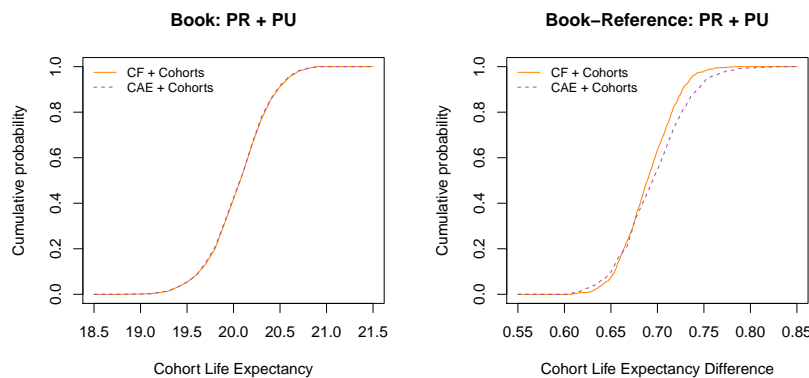 Book: PR + PU
CF + Cohorts
CAE + Cohorts
Cumulative probability
0.0 0.2 0.4 0.6 0.8 1.0
18.5 19.0 19.5 20.0 20.5 21.0 21.5
Cohort Life Expectancy
Book−Reference: PR + PU
CF + Cohorts
CAE + Cohorts
Cumulative probability
0.0 0.2 0.4 0.6 0.8 1.0
0.55 0.60 0.65 0.70 0.75 0.80 0.85
Cohort Life Expectancy Difference